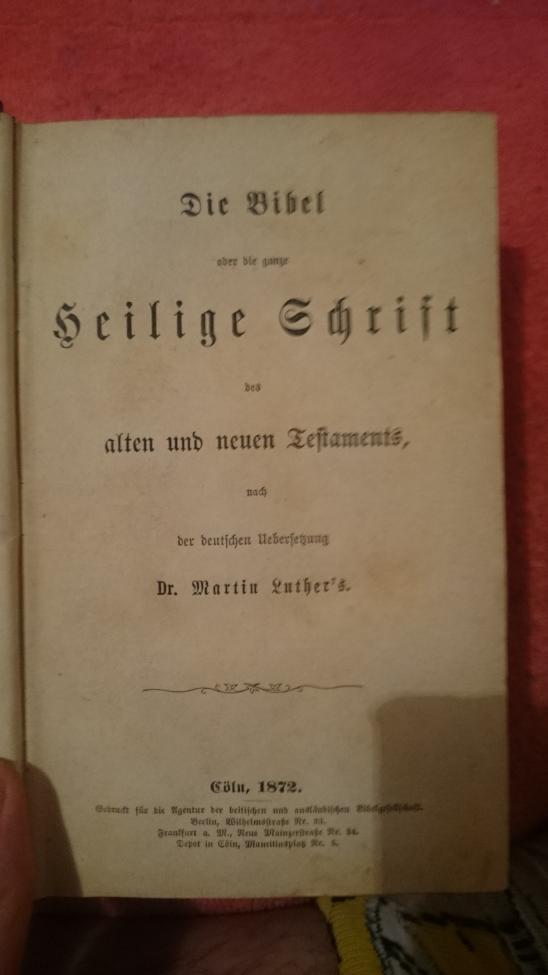 Die Bibel
oder die ganze
Heilige Schrift
des
alten und neuen Testaments,
nach
der deutschen Uebersetzung
Dr. Martin Luther's.
Cöln, 1872.
Gedruckt für die Agentur der britischen und ausländischen Bibelgesellschaft.
Berlin, Wilhelmsstraße Nr. 33.
Frankfurt a. M., Neue Mainzerstraße Nr. 34.
Depot in Cöln, Mauritiusplatz Nr. 5.